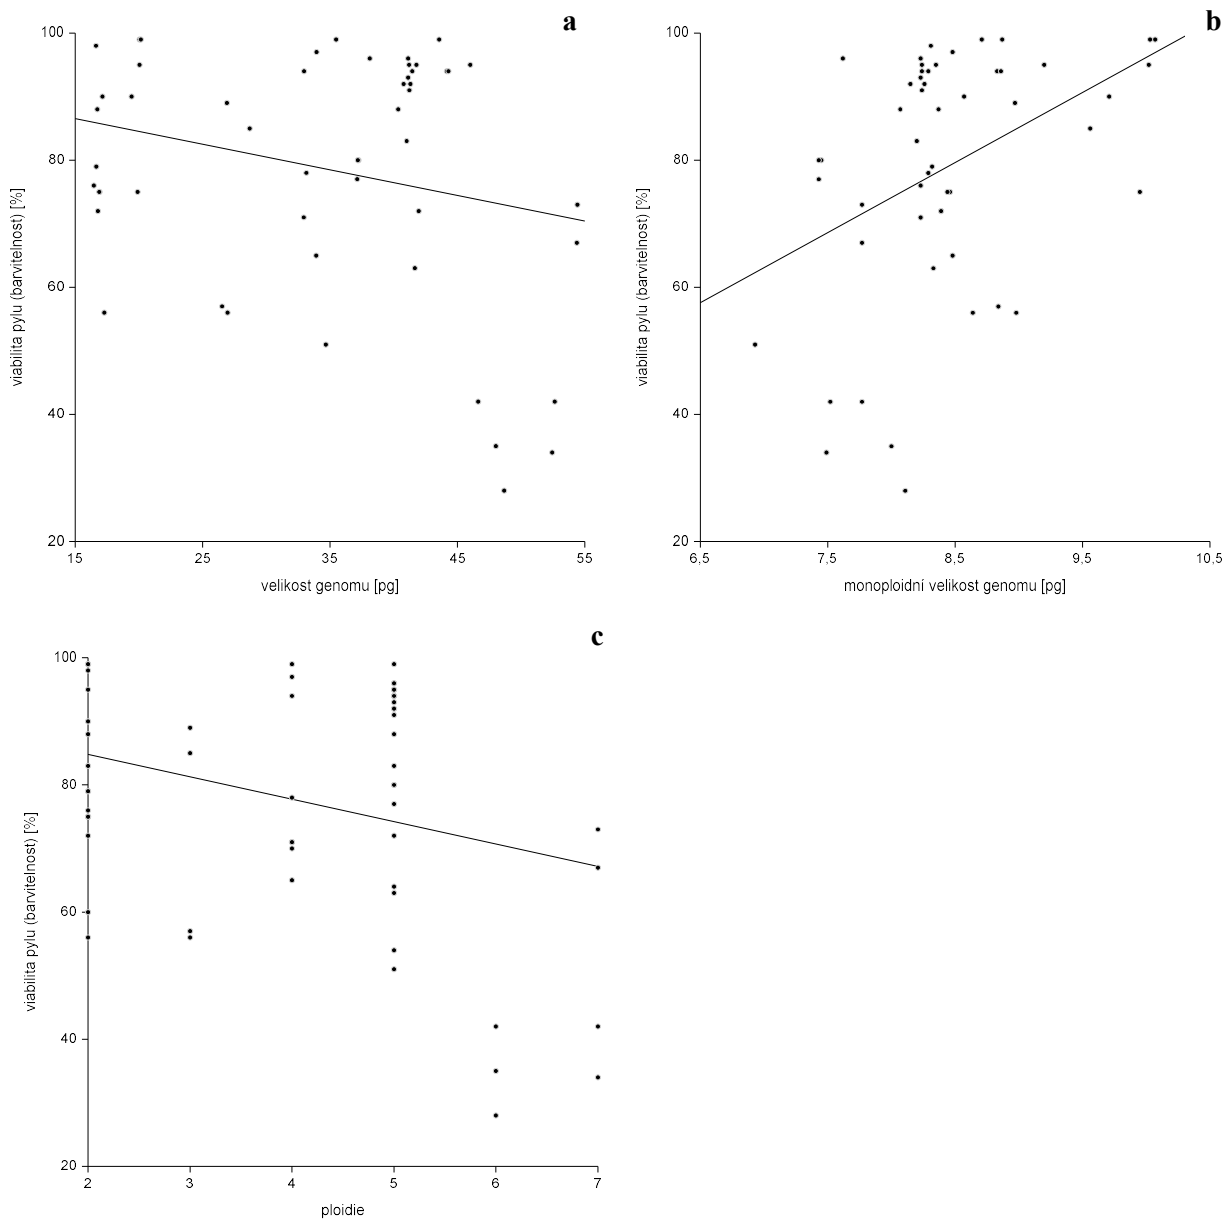 a
100
80
60
40
20
15 25 35 45 55
viabilita pylu (barvitelnost) [%]
velikost genomu [pg]
b
100
80
60
40
20
6,5 7,5 8,5 9,5 10,5
viabilita pylu (barvitelnost) [%]
monoploidní velikost genomu [pg]
c
100
80
60
40
20
2 3 4 5 6 7
viabilita pylu (barvitelnost) [%]
ploidie